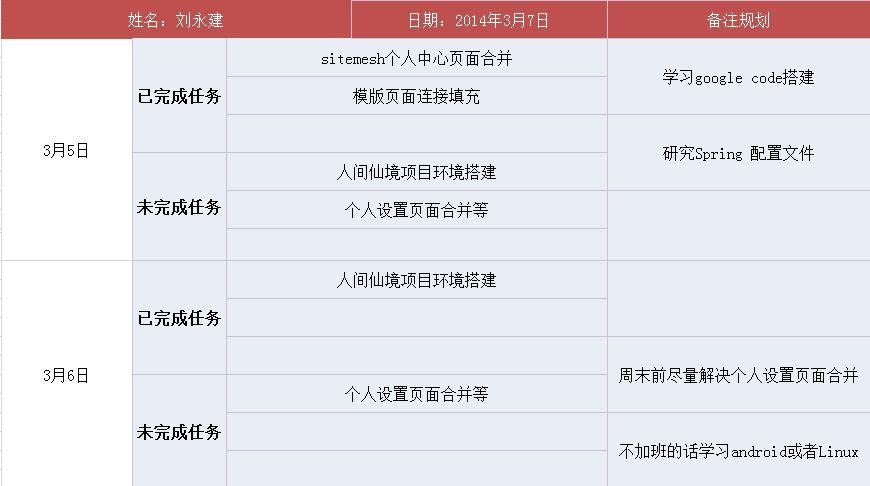 姓名：刘永建
日期：2014年3月7日
备注规划
3月5日
已完成任务
sitemesh个人中心页面合并
模版页面连接填充
学习google code搭建
研究Spring 配置文件
未完成任务
人间仙境项目环境搭建
个人设置页面合并等
3月6日
已完成任务
人间仙境项目环境搭建
未完成任务
个人设置页面合并等
周末前尽量解决个人设置页面合并
不加班的话学习android或者Linux